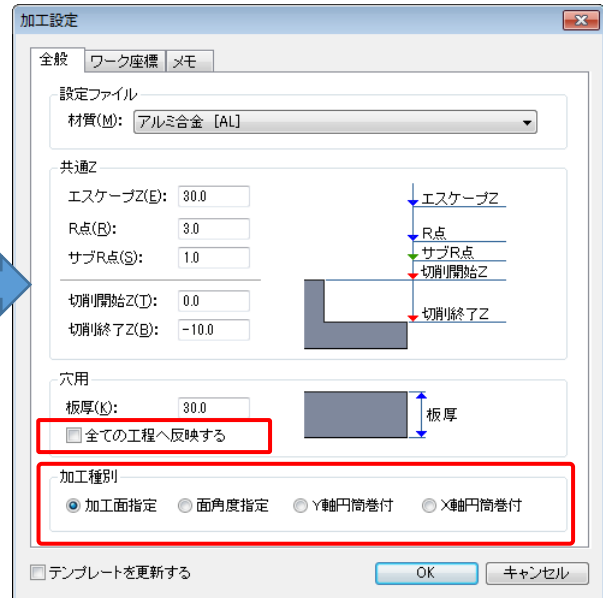 加工設定
全般 ワーク座標 メモ
設定ファイル
材質(M): アルミ合金 [AL]
共通Z
エスケープZ(E): 30.0
R点(R): 3.0
サブR点(S): 1.0
切削開始Z(T): 0.0
切削終了Z(B): -10.0
エスケープZ
R点
サブR点
切削開始Z
切削終了Z
穴用
板厚(K): 30.0
全ての工程へ反映する
板厚
加工種別
加工面指定 面角度指定 Y軸円筒巻付 X軸円筒巻付
テンプレートを更新する OK キャンセル